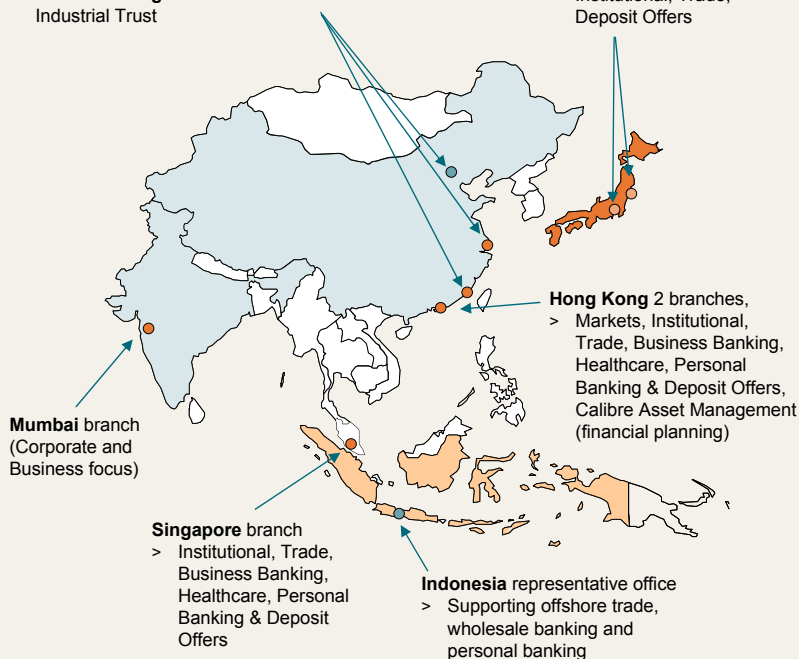 Industrial Trust
Deposit Offers
Hong Kong 2 branches,
> Markets, Institutional,
Trade, Business Banking,
Healthcare, Personal
Banking & Deposit Offers,
Calibre Asset Management
(financial planning)
Mumbai branch
(Corporate and
Business focus)
Singapore branch
> Institutional, Trade,
Business Banking,
Healthcare, Personal
Banking & Deposit
Offers
Indonesia representative office
> Supporting offshore trade,
wholesale banking and
personal banking